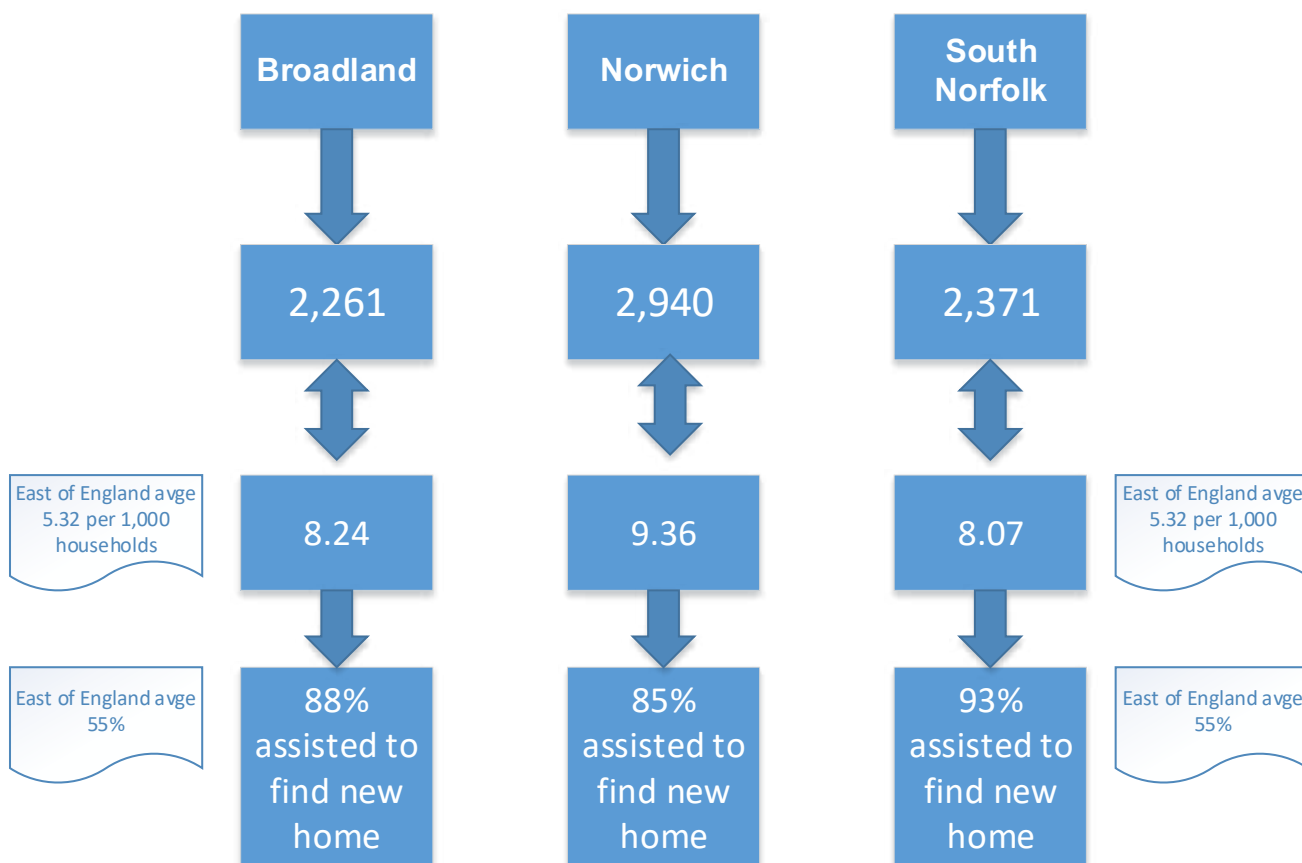 Broadland
Norwich
South
Norfolk
2,261
2,940
2,371
East of England avge
5.32 per 1,000
households
8.24
9.36
8.07
East of England avge
5.32 per 1,000
households
East of England avge
55%
88%
assisted to
find new
home
85%
assisted to
find new
home
93%
assisted to
find new
home
East of England avge
55%